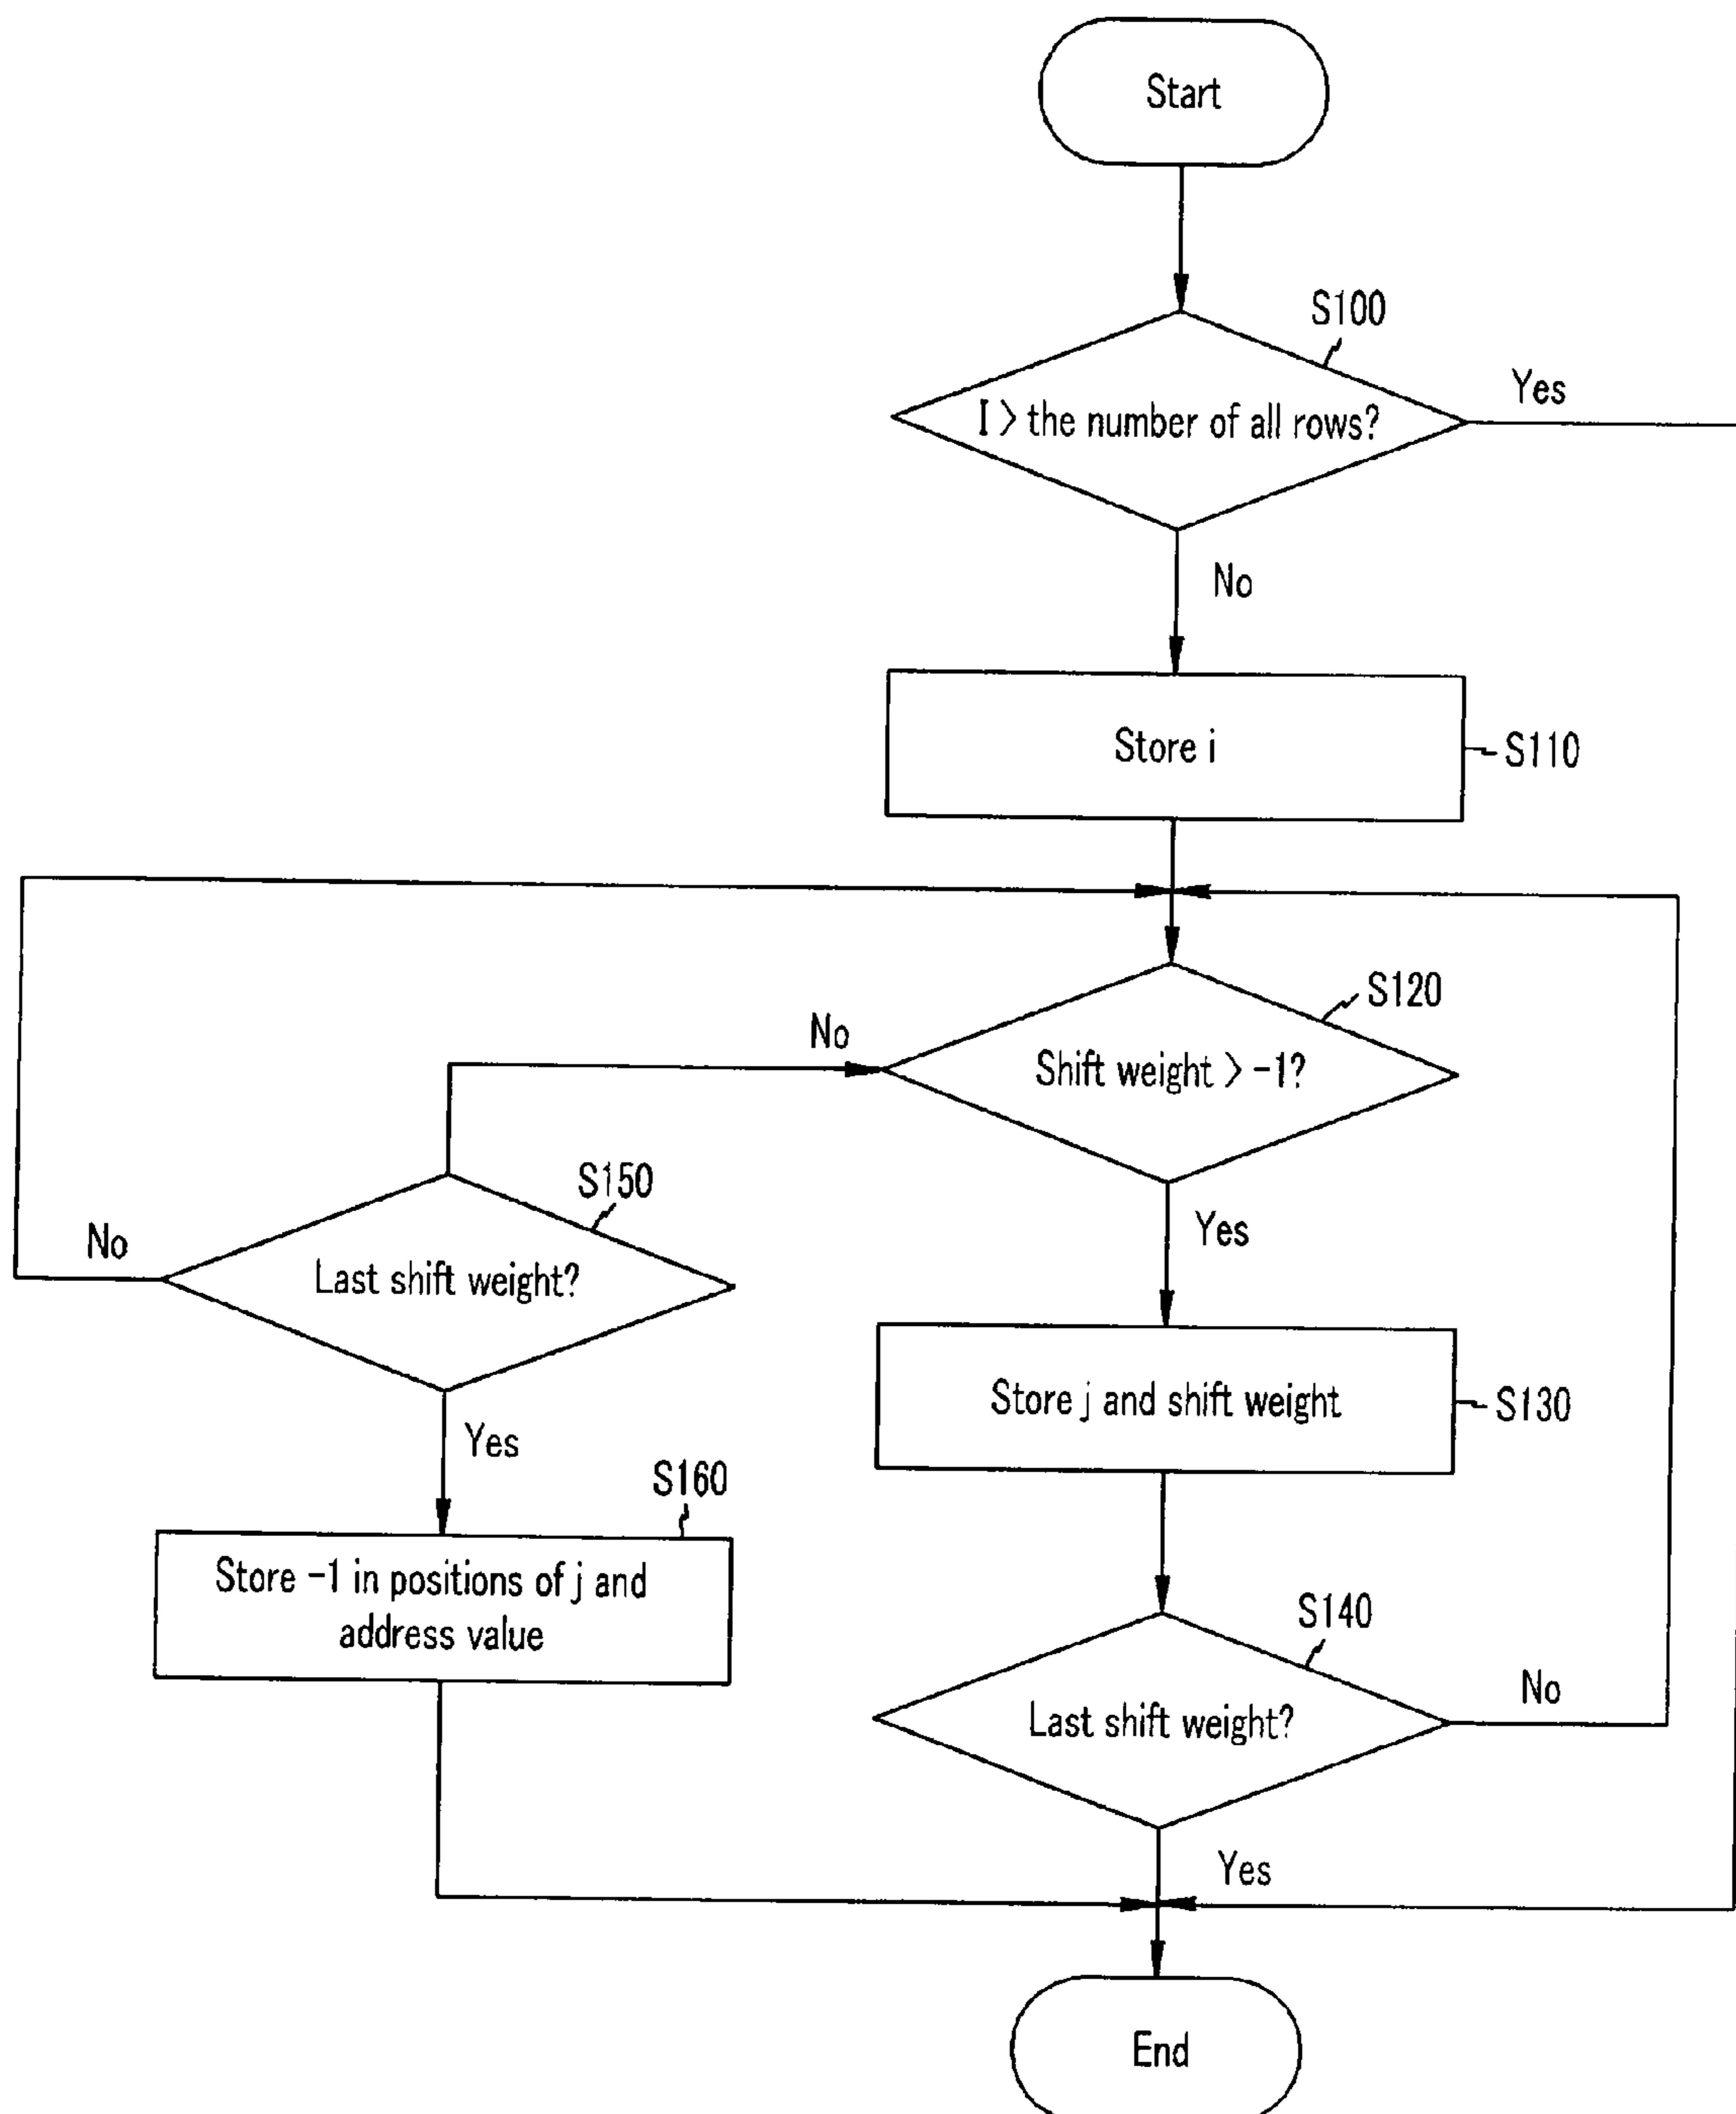 Start
S100
I > the number of all rows?
Yes
No
Store i
S110
S120
No
Shift weight > -1?
S150
No
Last shift weight?
Yes
Yes
Store j and shift weight
S130
S160
Store -1 in positions of j and
address value
S140
Last shift weight?
No
Yes
End